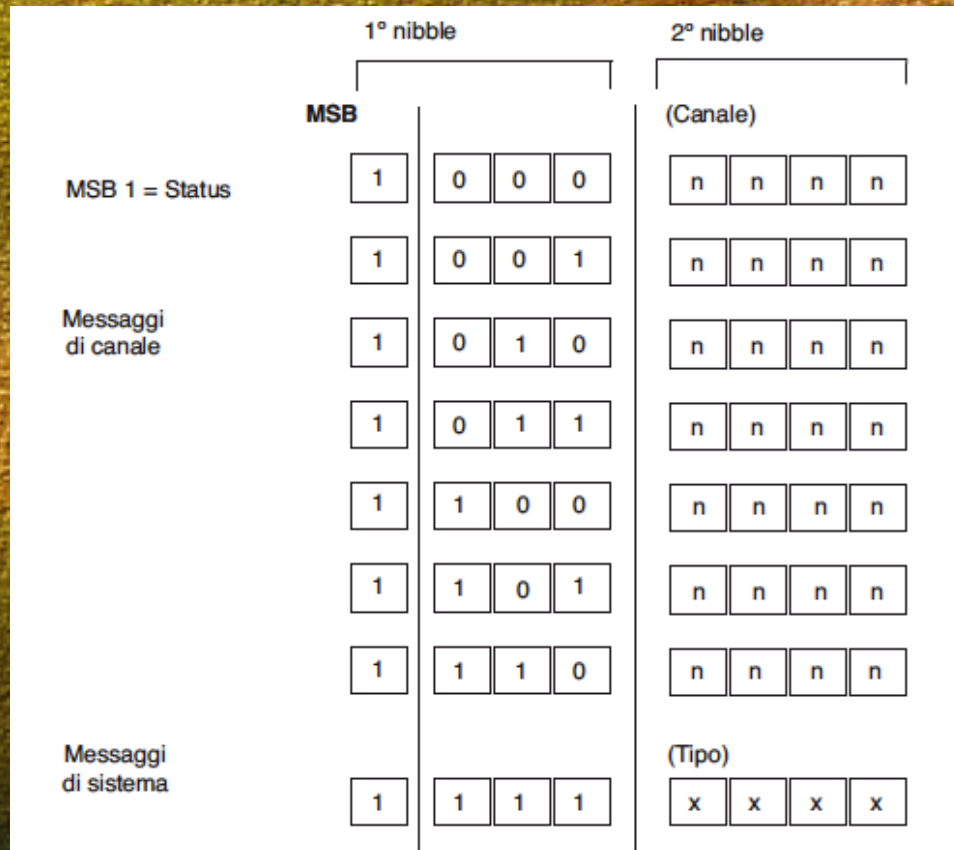 1º nibble 2º nibble
MSB (Canale)
MSB 1 = Status 1 0 0 0 n n n n
1 0 0 1 n n n n
Messaggi
di canale 1 0 1 0 n n n n
1 0 1 1 n n n n
1 1 0 0 n n n n
1 1 0 1 n n n n
1 1 1 0 n n n n
Messaggi (Tipo)
di sistema 1 1 1 1 x x x x